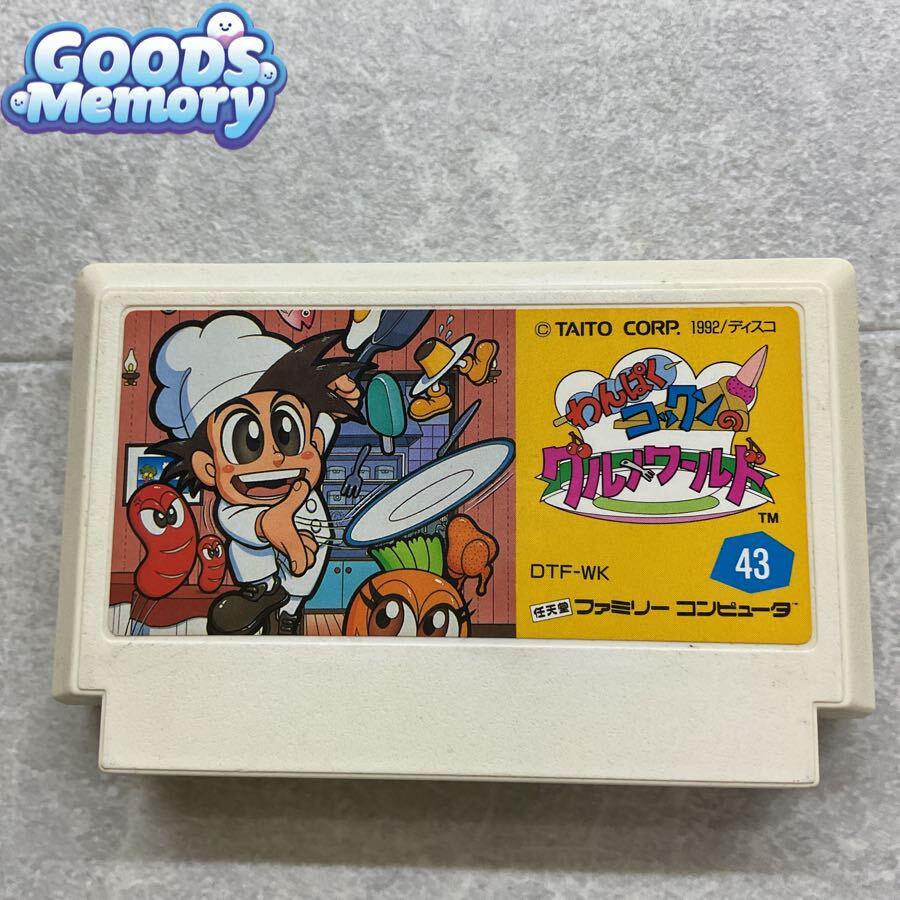 GOODS
Memory
© TAITO CORP. 1992/ディスコ
わんぱく
コックンの
グルメワールド
TM
43
DTF-WK
任天堂 ファミリー コンピュータ TM